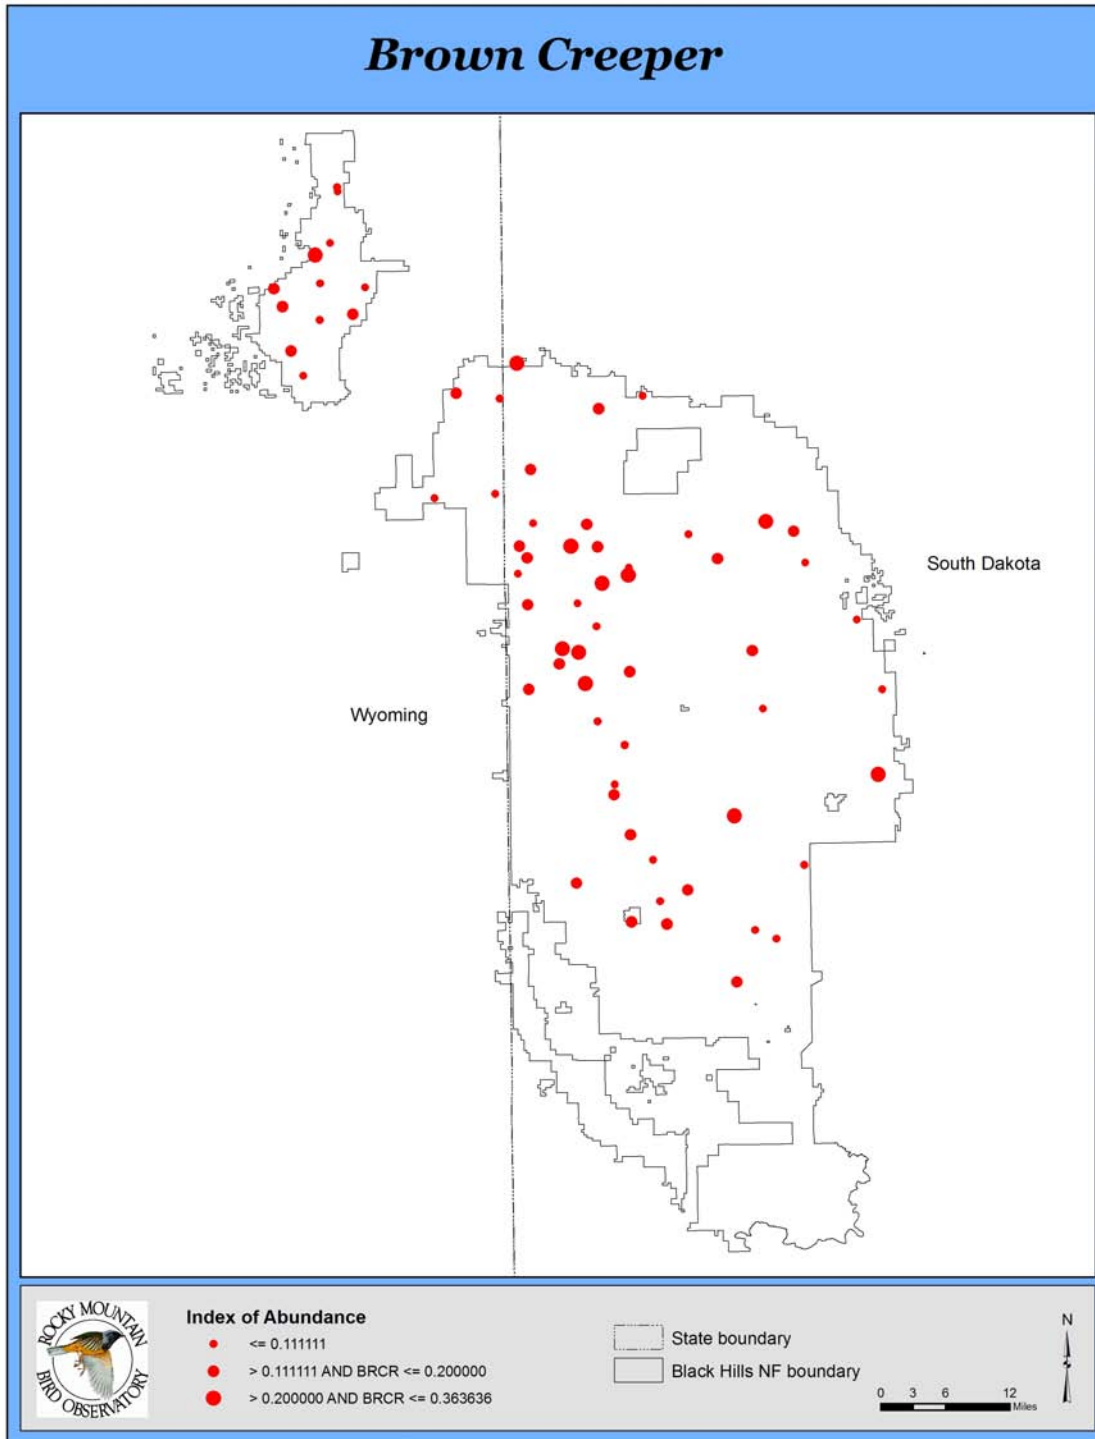 Brown Creeper
South Dakota
Wyoming
ROCKY MOUNTAIN
BIRD OBSERVATORY
Index of Abundance
<= 0.111111
> 0.111111 AND BRCR <= 0.200000
> 0.200000 AND BRCR <= 0.363636
State boundary
Black Hills NF boundary
N
0 3 6 12
Miles